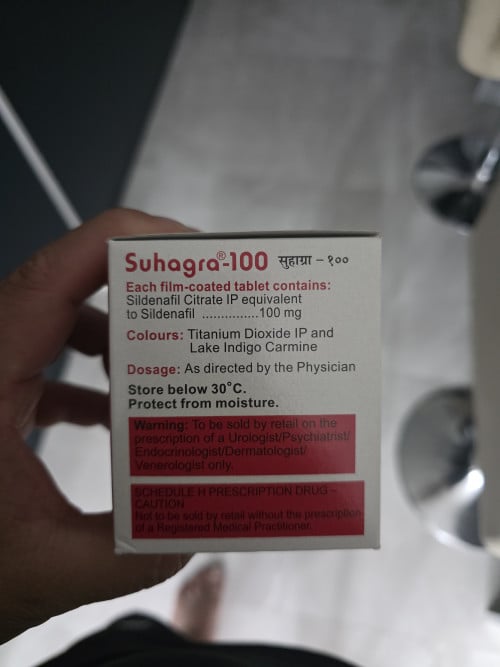 Suhagra®-100 सुहाग्रा – १००
Each film-coated tablet contains:
Sildenafil Citrate IP equivalent
to Sildenafil ...............100 mg
Colours: Titanium Dioxide IP and
Lake Indigo Carmine
Dosage: As directed by the Physician
Store below 30°C.
Protect from moisture.
Warning: To be sold by retail on the
prescription of a Urologist/Psychiatrist/
Endocrinologist/Dermatologist/
Venerologist only.
SCHEDULE H PRESCRIPTION DRUG –
CAUTION
Not to be sold by retail without the prescription
of a Registered Medical Practitioner.